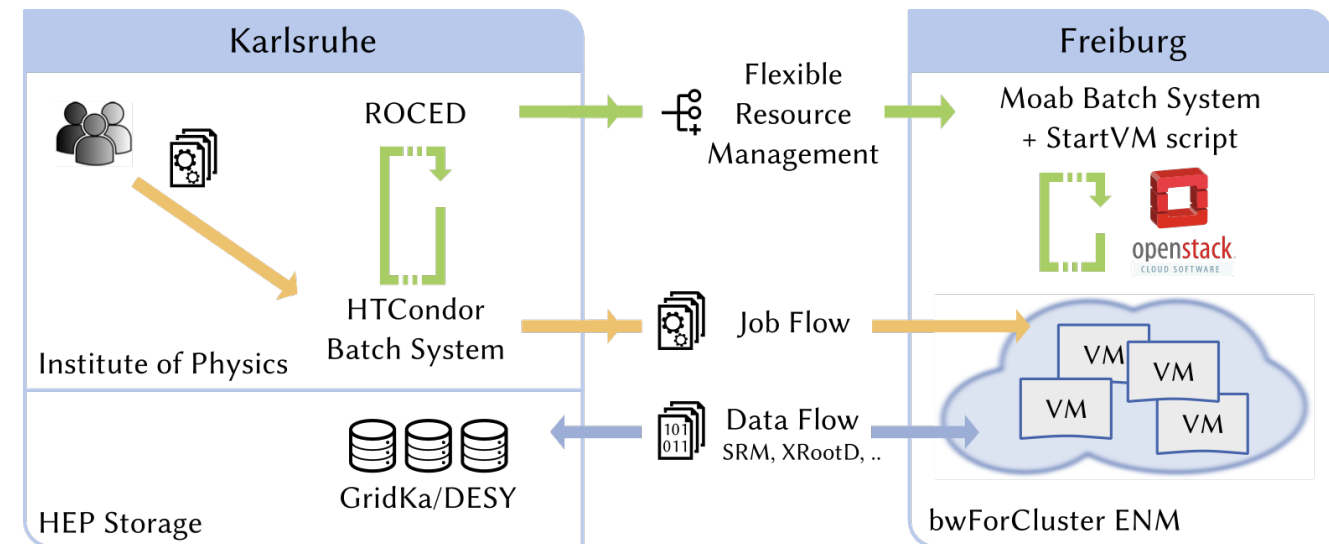 Karlsruhe
ROCED
HTCondor
Batch System
Institute of Physics
GridKa/DESY
HEP Storage
Flexible
Resource
Management
Job Flow
101
011
Data Flow
SRM, XRootD, ..
Freiburg
Moab Batch System
+ StartVM script
openstack.
CLOUD SOFTWARE
VM
VM
VM
VM
bwForCluster ENM